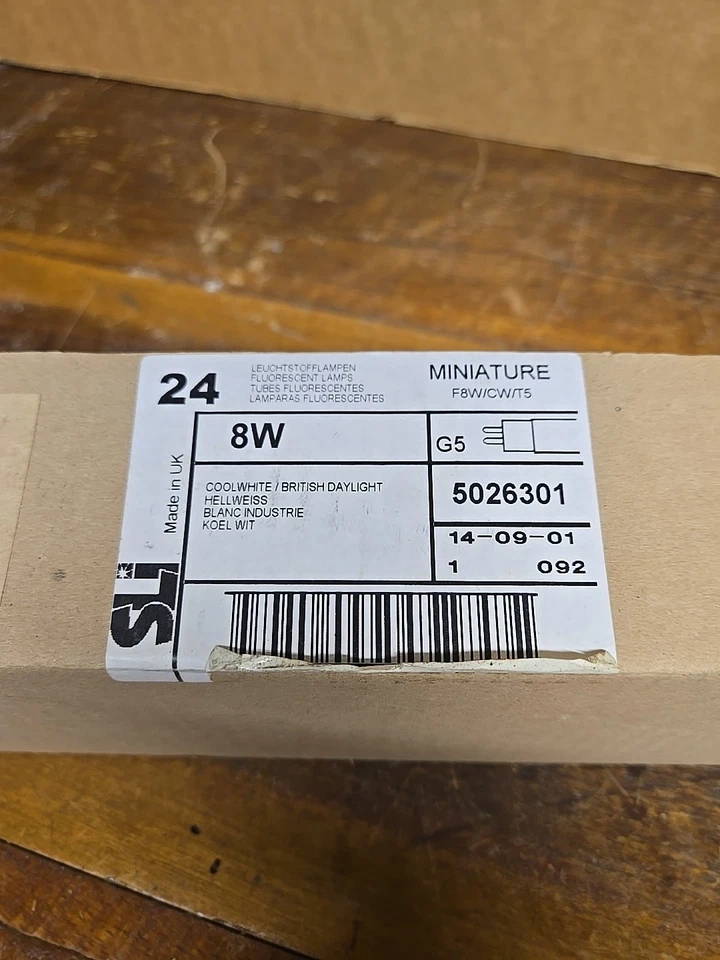 24
LEUCHTSTOFFLAMPEN
FLUORESCENT LAMPS
TUBES FLUORESCENTES
LAMPARAS FLUORESCENTES
MINIATURE
F8W/CW/T5
8W
G5
COOLWHITE / BRITISH DAYLIGHT
HELLWEISS
BLANC INDUSTRIE
KOEL WIT
5026301
14-09-01
1 092
Made in UK
SLI